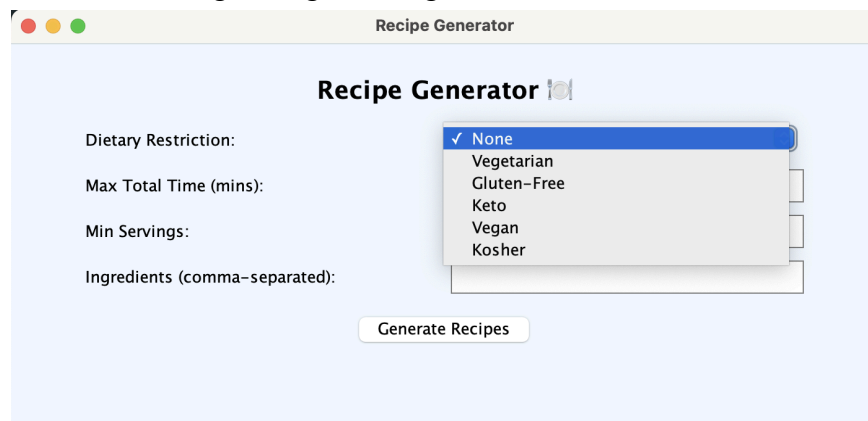 Recipe Generator
Recipe Generator 🍽️
Dietary Restriction:
✓ None
Vegetarian
Gluten-Free
Keto
Vegan
Kosher
Max Total Time (mins):
Min Servings:
Ingredients (comma-separated):
Generate Recipes